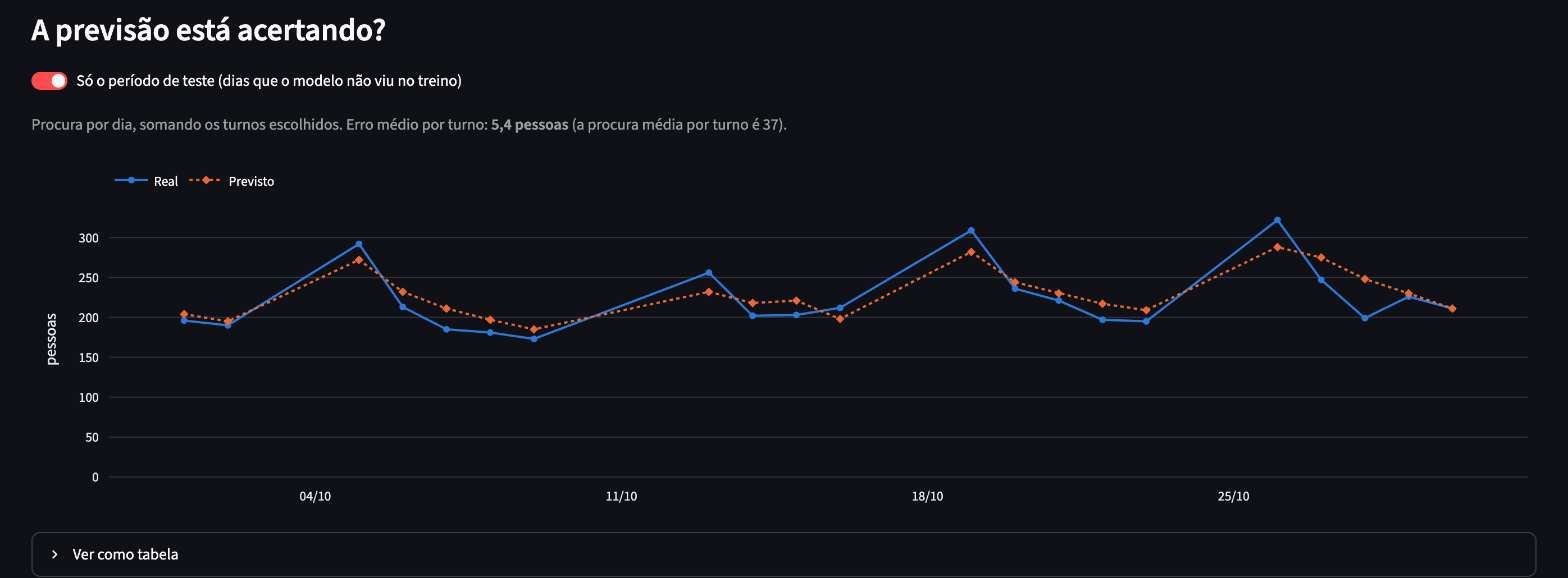 A previsão está acertando?
Só o período de teste (dias que o modelo não viu no treino)
Procura por dia, somando os turnos escolhidos. Erro médio por turno: 5,4 pessoas (a procura média por turno é 37).
Real Previsto
pessoas
300
250
200
150
100
50
0
04/10 11/10 18/10 25/10
Ver como tabela